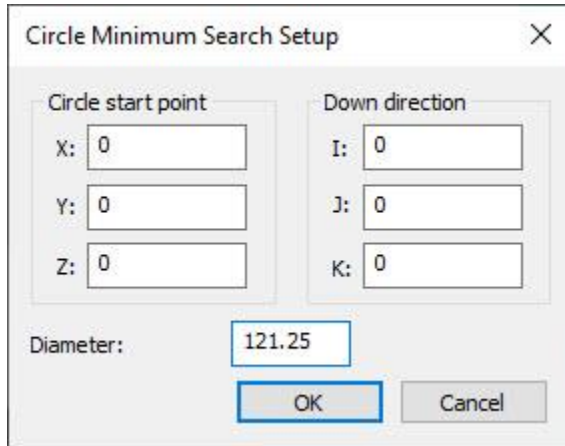 Circle Minimum Search Setup
Circle start point
X: 0
Y: 0
Z: 0
Down direction
I: 0
J: 0
K: 0
Diameter: 121.25
OK Cancel